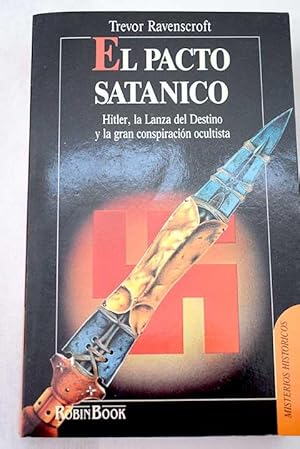 Trevor Ravenscroft
EL PACTO
SATANICO
Hitler, la Lanza del Destino
y la gran conspiración ocultista
MISTERIOS HISTORICOS
ROBINBOOK